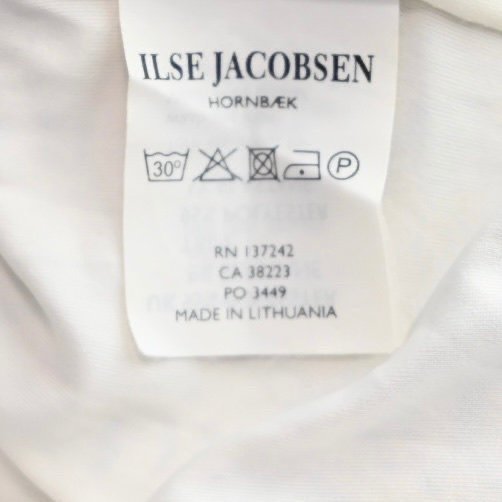 ILSE JACOBSEN
HORNBÆK
30°
P
RN 137242
CA 38223
PO 3449
MADE IN LITHUANIA